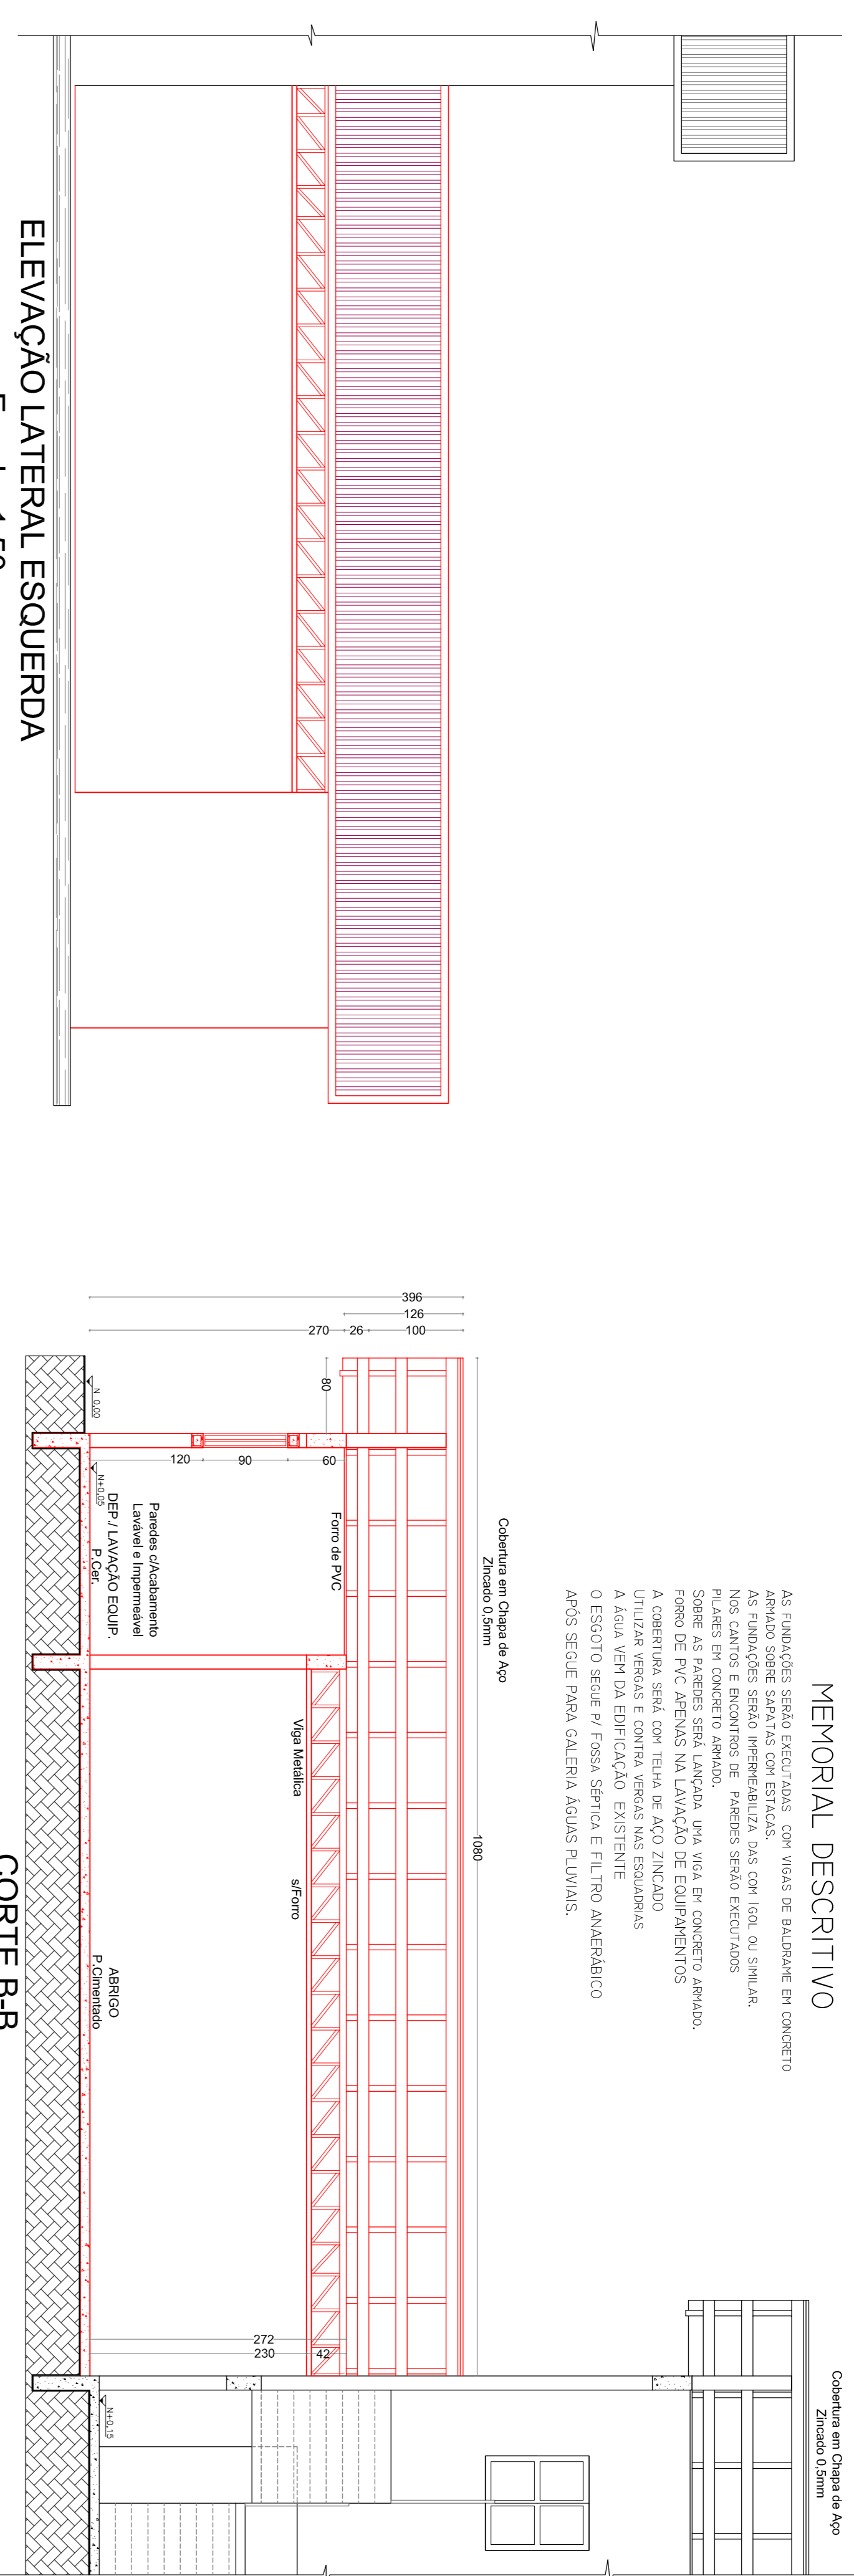 ELEVAÇÃO LATERAL ESQUERDA
MEMORIAL DESCRITIVO
AS FUNDAÇÕES SERÃO EXECUTADAS COM VIGAS DE BALDRAME EM CONCRETO
ARMADO SOBRE SAPATAS COM ESTACAS.
AS FUNDAÇÕES SERÃO IMPERMEABILIZA DAS COM IGOL OU SIMILAR.
NOS CANTOS E ENCONTROS DE PAREDES SERÃO EXECUTADOS
PILARES EM CONCRETO ARMADO.
SOBRE AS PAREDES SERÁ LANÇADA UMA VIGA EM CONCRETO ARMADO.
FORRO DE PVC APENAS NA LAVAÇÃO DE EQUIPAMENTOS
A COBERTURA SERÁ COM TELHA DE AÇO ZINCADO
UTILIZAR VERGAS E CONTRA VERGAS NAS ESQUADRIAS
A ÁGUA VEM DA EDIFICAÇÃO EXISTENTE
O ESGOTO SEGUE P/ FOSSA SÉPTICA E FILTRO ANAERÁBICO
APÓS SEGUE PARA GALERIA ÁGUAS PLUVIAIS.
Cobertura em Chapa de Aço
Zincado 0,5mm
Cobertura em Chapa de Aço
Zincado 0,5mm
1080
396
126
270
26
100
80
N 0,00
120
90
60
N+0,05
Forro de PVC
Paredes c/Acabamento
Lavável e Impermeável
DEP./ LAVAÇÃO EQUIP.
P.Cer.
Viga Metálica
s/Forro
ABRIGO
P.Cimentado
272
230
42
N+0,15
CORTE B-B